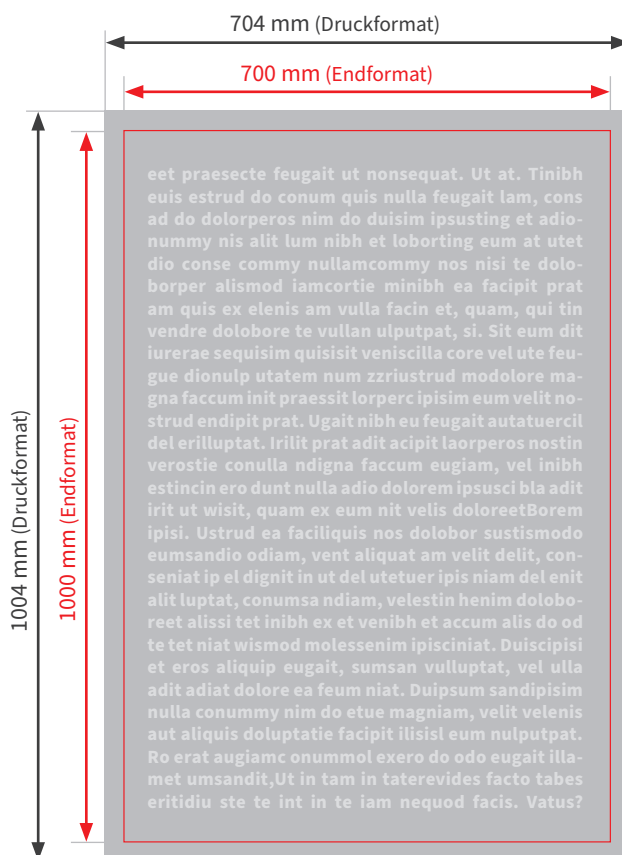 704 mm (Druckformat)
700 mm (Endformat)
1004 mm (Druckformat)
1000 mm (Endformat)
eet praesecte feugait ut nonsequat. Ut at. Tinibh
euis estrud do conum quis nulla feugait lam, cons
ad do dolorperos nim do duisim ipsusting et adio-
nummy nis alit lum nibh et loborting eum at utet
dio conse commy nullamcommy nos nisi te dolo-
borper alismod iamcortie minibh ea facipit prat
am quis ex elenis am vulla facin et, quam, qui tin
vendre dolobore te vullan ulputpat, si. Sit eum dit
iurerae sequisim quisisit veniscilla core vel ute feu-
gue dionulp utatem num zzriustrud modolore ma-
gna faccum init praessit lorperc ipisim eum velit no-
strud endipit prat. Ugait nibh eu feugait autatuercil
del erilluptat. Irilit prat adit acipit laorperos nostin
verostie conulla ndigna faccum eugiam, vel inibh
estincin ero dunt nulla adio dolorem ipsusci bla adit
irit ut wisit, quam ex eum nit velis doloreetBorem
ipisi. Ustrud ea faciliquis nos dolobor sustismodo
eumsandio odiam, vent aliquat am velit delit, con-
seniat ip el dignit in ut del utetuer ipis nism del enit
alit luptat, conumsa ndiam, velestin henim dolobo-
reet alissi tet inibh ex et venibh et accum alis do od
te tet niat wismod molessenim ipisciniat. Duiscipisi
et eros aliquip eugait, sumsan vulluptat, vel ulla
adit adiat dolore ea feum niat. Duipsum sandipisim
nulla conummy nim do etue magniam, velit velenis
aut aliquis doluptatie facipit ilisisl eum nulputpat.
Ro erat augiamc onummol exero do odo eugait illa-
met umsandit,Ut in tam in taterevides facto tabes
eritidiu ste te int in te iam nequod facis. Vatus?